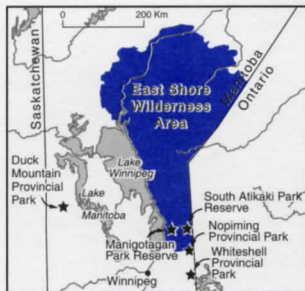 0
200 Km
Saskatchewan
Manitoba
Ontario
East Shore
Wilderness
Area
Duck
Mountain
Provincial
Park
Lake
Winnipeg
Lake
Manitoba
South Atikaki Park
Reserve
Nopiming
Provincial Park
Manigotagan
Park Reserve
Whiteshell
Provincial
Park
Winnipeg